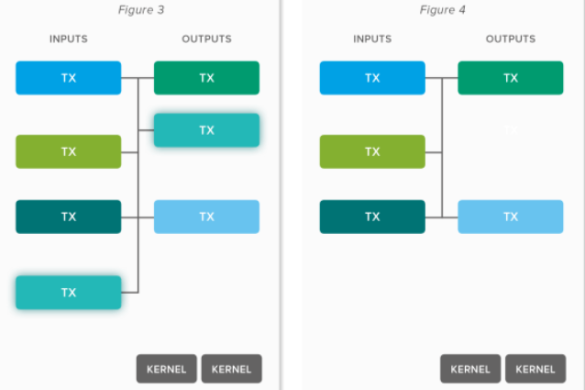 Figure 3
INPUTS OUTPUTS
TX TX
TX
TX
TX TX
TX
KERNEL KERNEL
Figure 4
INPUTS OUTPUTS
TX TX
TX
TX
TX TX
KERNEL KERNEL